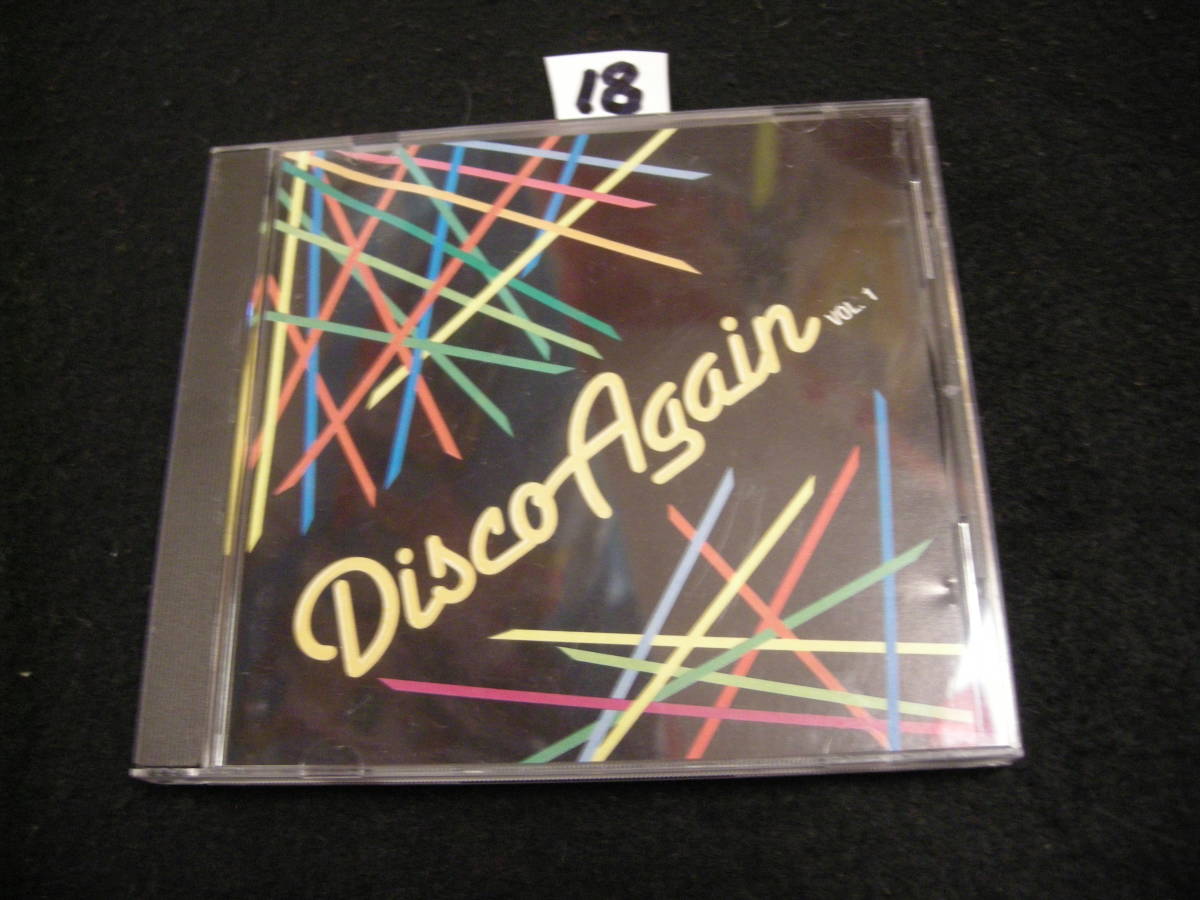 18
Disco Again VOL. 1